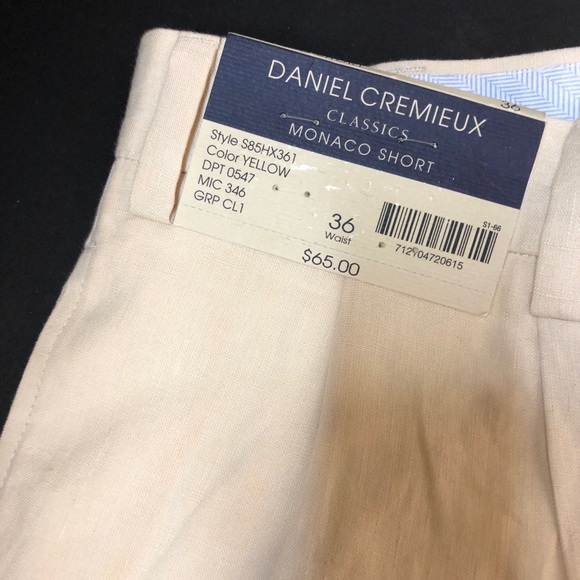 36
DANIEL CREMIEUX
CLASSICS
MONACO SHORT
Style S85HX361
Color YELLOW
DPT 0547
MIC 346
GRP CL1
36
Waist
$65.00
S1-66
712904720615